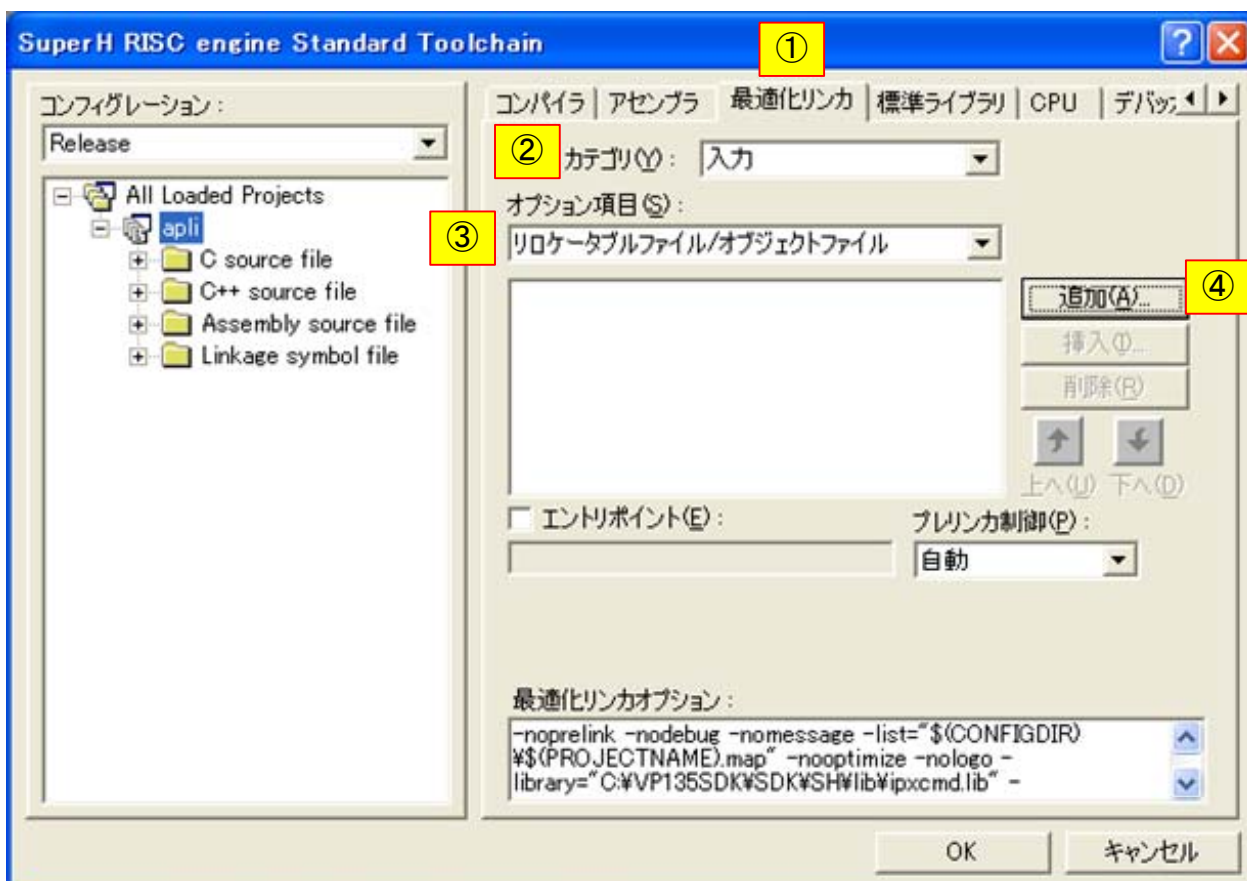 SuperH RISC engine Standard Toolchain
①
コンフィグレーション :
Release
All Loaded Projects
apli
C source file
C++ source file
Assembly source file
Linkage symbol file
コンパイラ アセンブラ 最適化リンカ 標準ライブラリ CPU デバッガ
② カテゴリ(Y) : 入力
オプション項目(S) :
③ リロケータブルファイル/オブジェクトファイル
追加(A)... ④
挿入(I)...
削除(R)
上へ(U) 下へ(D)
エントリポイント(E) :
プレリンカ制御(P) :
自動
最適化リンカオプション :
-noprelink -nodebug -nomessage -list="$(CONFIGDIR)
¥$(PROJECTNAME).map" -nooptimize -nologo -
library="C:¥VP135SDK¥SDK¥SH¥lib¥ipxcmd.lib" -
OK キャンセル